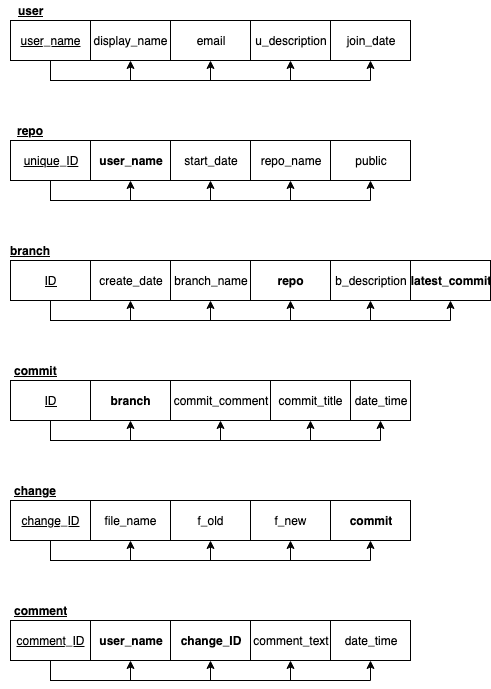 user
user_name display_name email u_description join_date
repo
unique_ID user_name start_date repo_name public
branch
ID create_date branch_name repo b_description latest_commit
commit
ID branch commit_comment commit_title date_time
change
change_ID file_name f_old f_new commit
comment
comment_ID user_name change_ID comment_text date_time